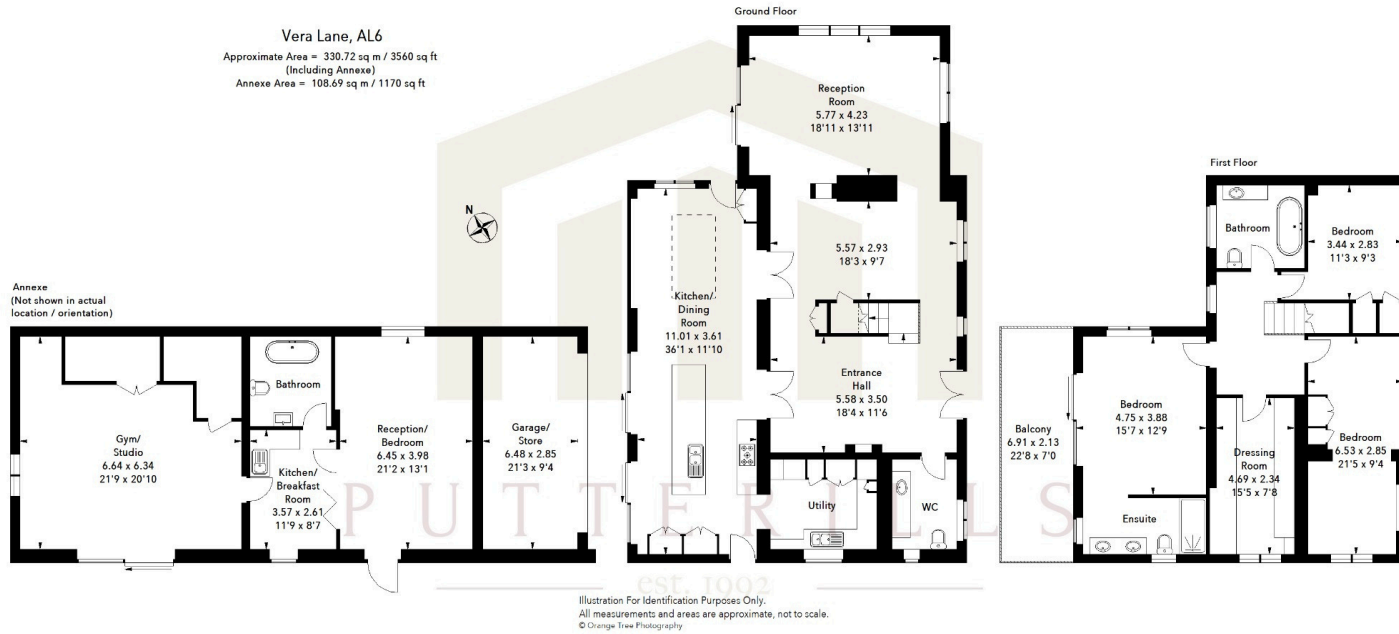 Vera Lane, AL6
Approximate Area = 330.72 sq m / 3560 sq ft
(Including Annexe)
Annexe Area = 108.69 sq m / 1170 sq ft
N
Annexe
(Not shown in actual
location / orientation)
Gym/
Studio
6.64 x 6.34
21'9 x 20'10
Bathroom
Kitchen/
Breakfast
Room
3.57 x 2.61
11'9 x 8'7
Reception/
Bedroom
6.45 x 3.98
21'2 x 13'1
Garage/
Store
6.48 x 2.85
21'3 x 9'4
Ground Floor
Reception
Room
5.77 x 4.23
18'11 x 13'11
5.57 x 2.93
18'3 x 9'7
Kitchen/
Dining
Room
11.01 x 3.61
36'1 x 11'10
Entrance
Hall
5.58 x 3.50
18'4 x 11'6
Utility
WC
First Floor
Bathroom
Bedroom
3.44 x 2.83
11'3 x 9'3
Balcony
6.91 x 2.13
22'8 x 7'0
Bedroom
4.75 x 3.88
15'7 x 12'9
Ensuite
Dressing
Room
4.69 x 2.34
15'5 x 7'8
Bedroom
6.53 x 2.85
21'5 x 9'4
PUTTERILLS
est. 1992
Illustration For Identification Purposes Only.
All measurements and areas are approximate, not to scale.
© Orange Tree Photography